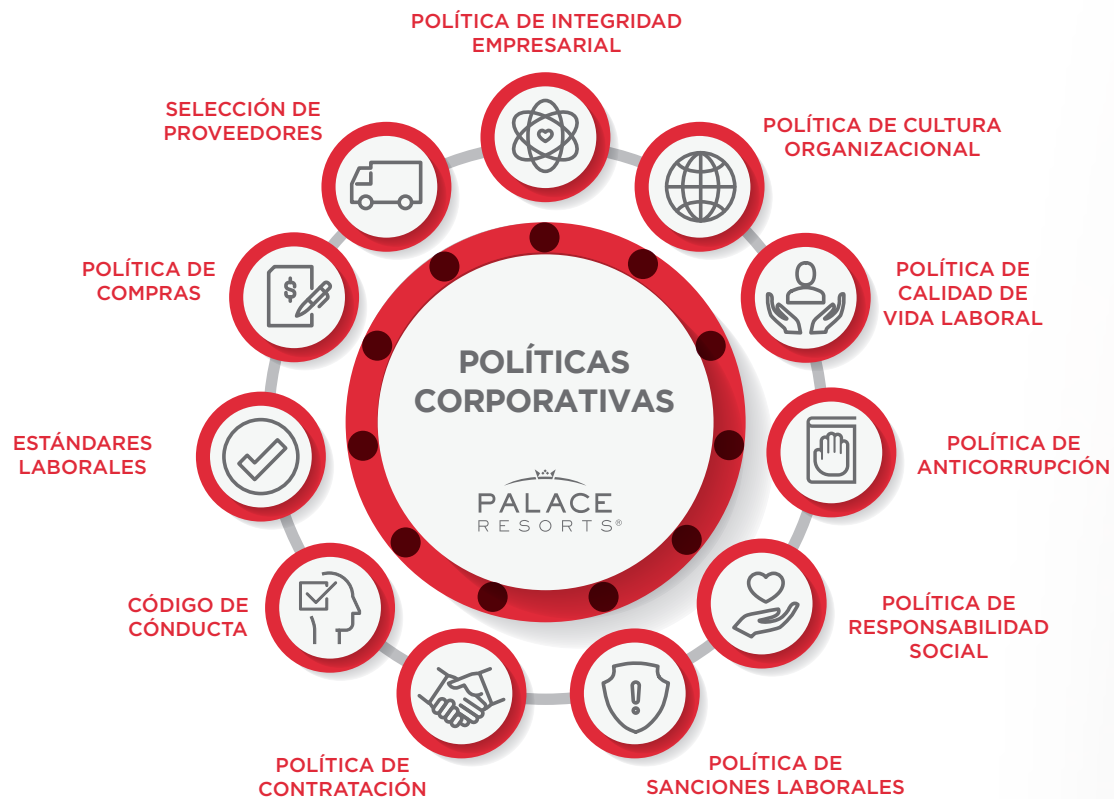 POLÍTICA DE INTEGRIDAD
EMPRESARIAL
POLÍTICA DE CULTURA
ORGANIZACIONAL
POLÍTICA DE
CALIDAD DE
VIDA LABORAL
POLÍTICA DE
ANTICORRUPCIÓN
POLÍTICA DE
RESPONSABILIDAD
SOCIAL
POLÍTICA DE
SANCIONES LABORALES
POLÍTICA DE
CONTRATACIÓN
CÓDIGO DE
CÓNDUCTA
ESTÁNDARES
LABORALES
POLÍTICA DE
COMPRAS
$
SELECCIÓN DE
PROVEEDORES
POLÍTICAS
CORPORATIVAS
PALACE
RESORTS®